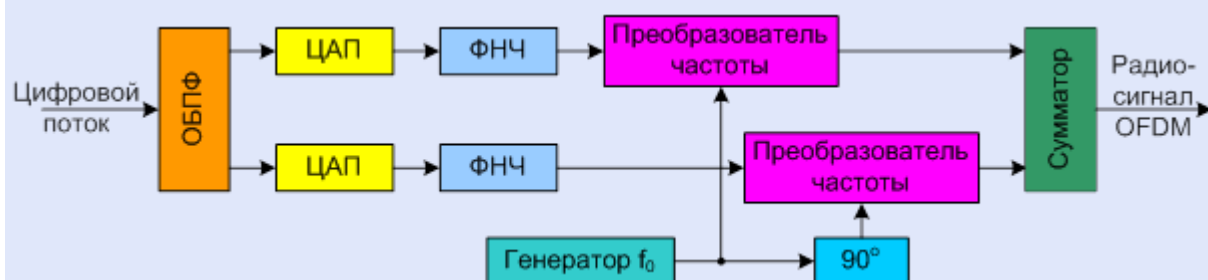 Цифровой
поток
ОБПФ
ЦАП
ФНЧ
Преобразователь
частоты
ЦАП
ФНЧ
Преобразователь
частоты
Генератор f₀
90°
Сумматор
Радио-
сигнал
OFDM